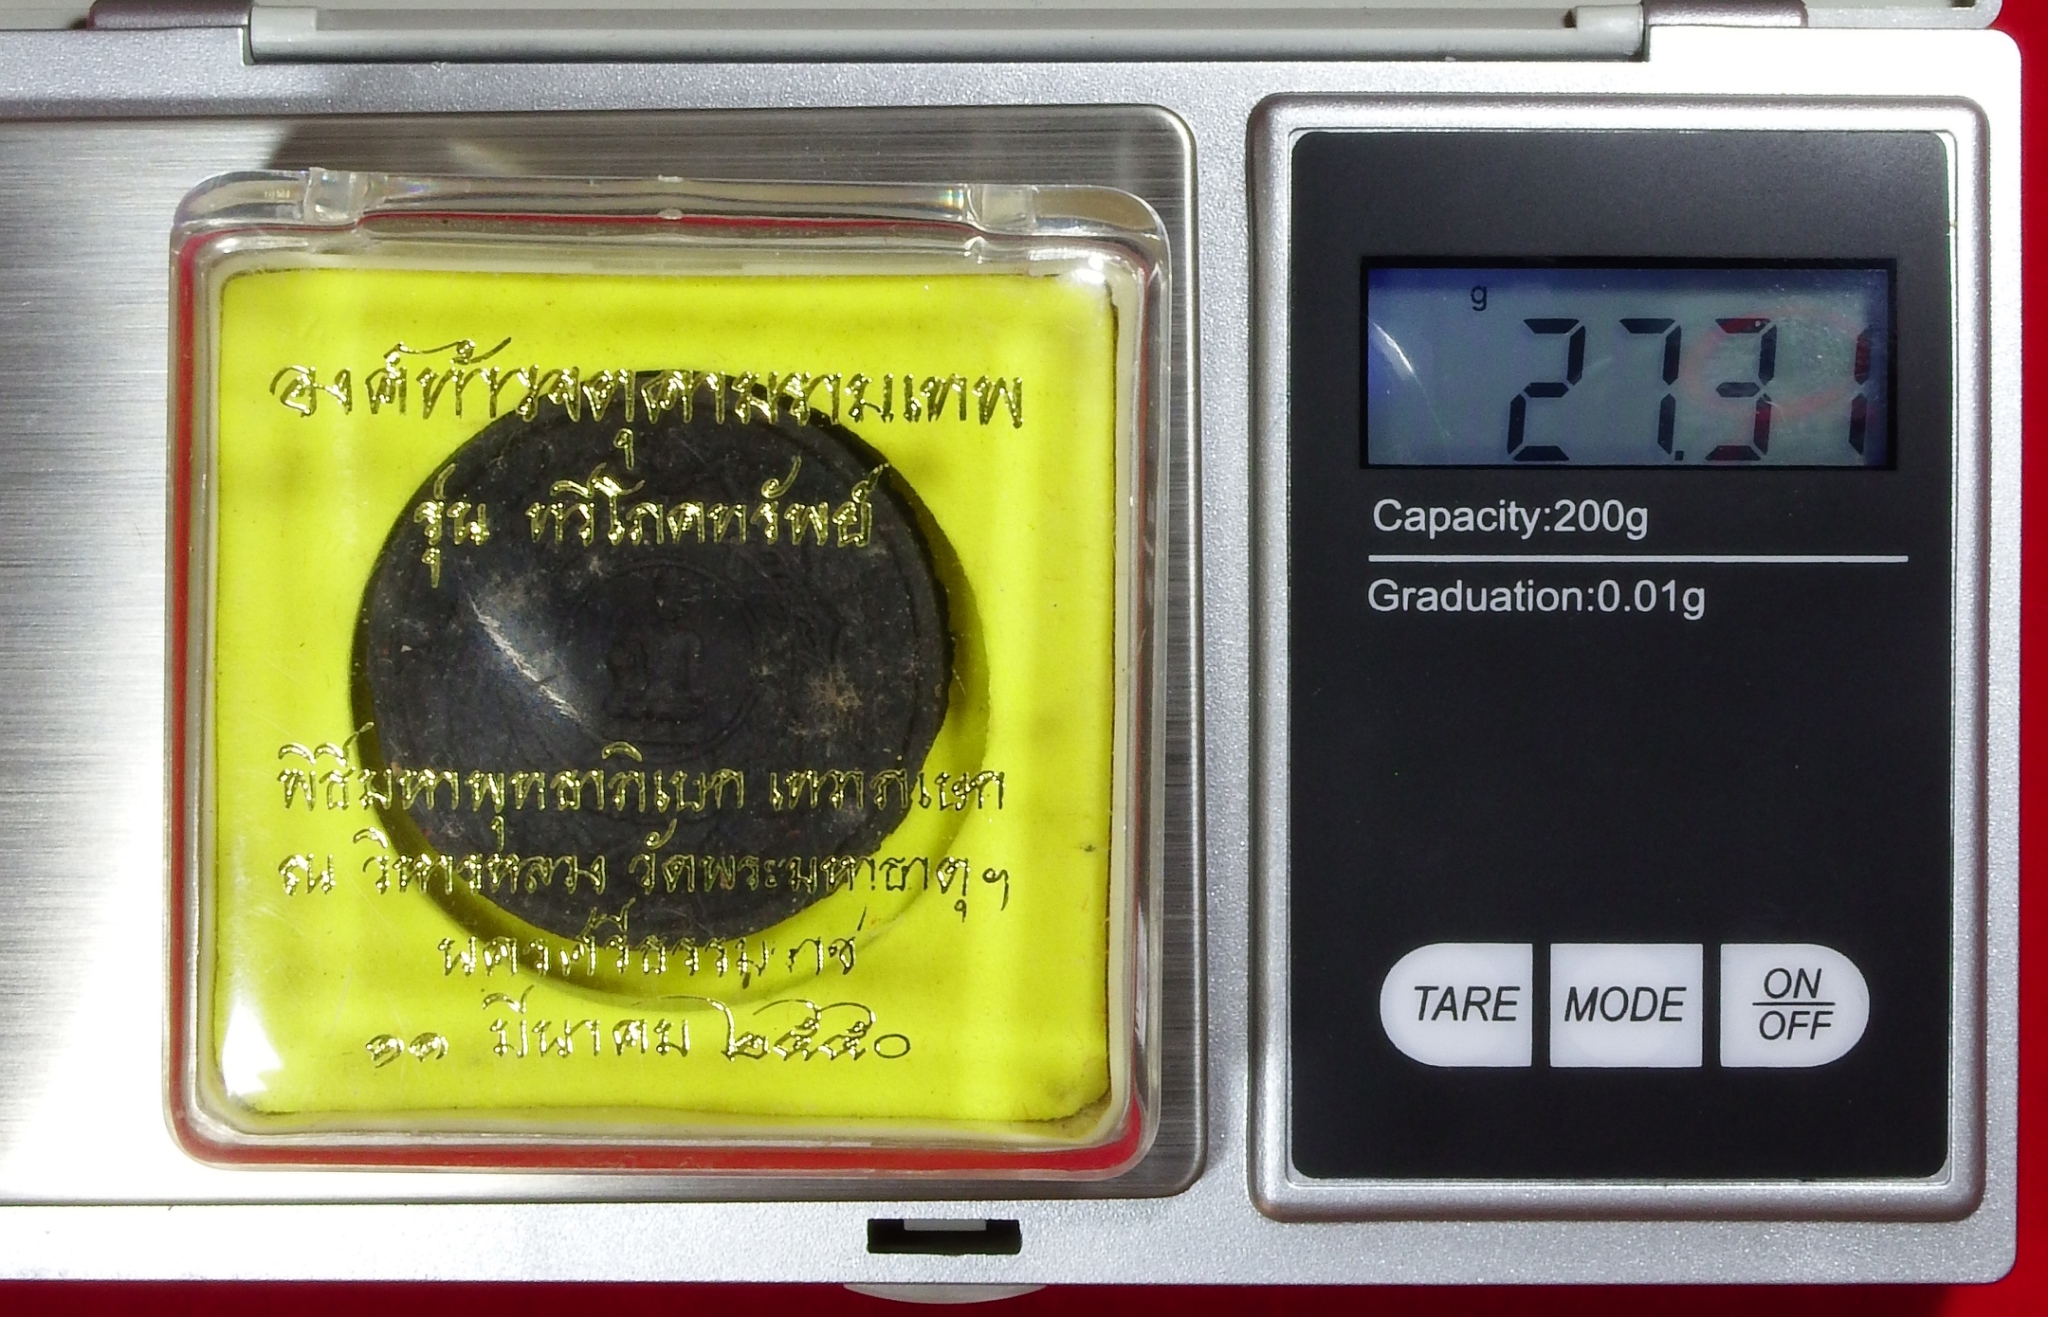 องค์ท้าวจตุคามรามเทพ
รุ่น ทวีโภคทรัพย์
พิธีมหาพุทธาภิเษก เทวาภิเษก
ณ วิหารหลวง วัดพระมหาธาตุฯ
นครศรีธรรมราช
๑๑ มีนาคม ๒๕๕๐
g
27.31
Capacity:200g
Graduation:0.01g
TARE
MODE
ON
OFF